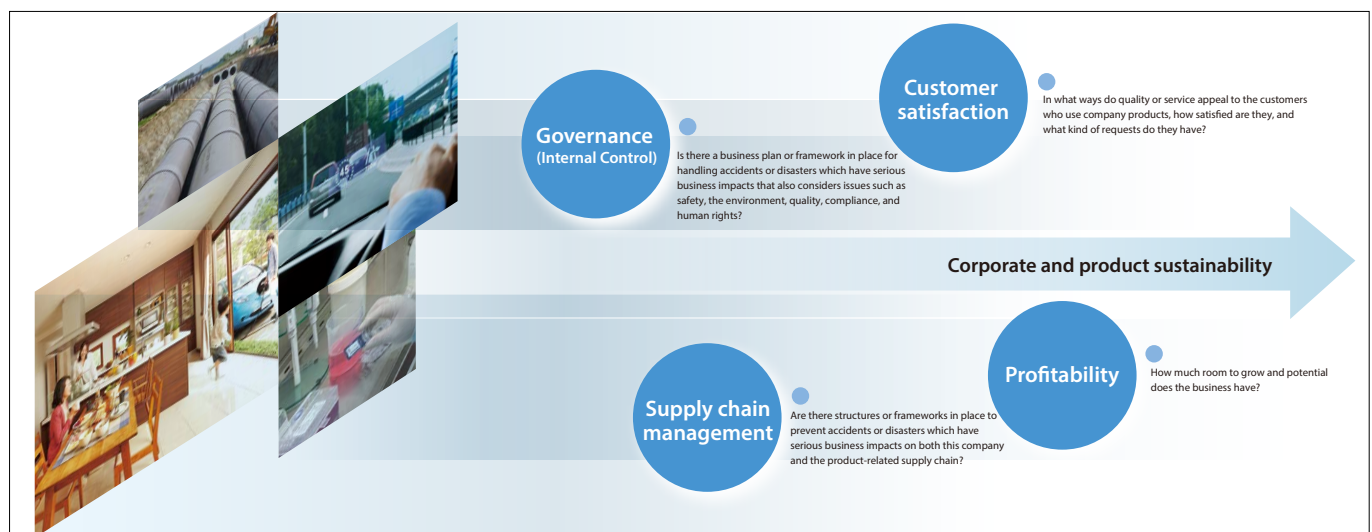 Governance
(Internal Control)
Is there a business plan or framework in place for
handling accidents or disasters which have serious
business impacts that also considers issues such as
safety, the environment, quality, compliance, and
human rights?
Customer
satisfaction
In what ways do quality or service appeal to the customers
who use company products, how satisfied are they, and
what kind of requests do they have?
Corporate and product sustainability
Supply chain
management
Are there structures or frameworks in place to
prevent accidents or disasters which have
serious business impacts on both this company
and the product-related supply chain?
Profitability
How much room to grow and potential
does the business have?